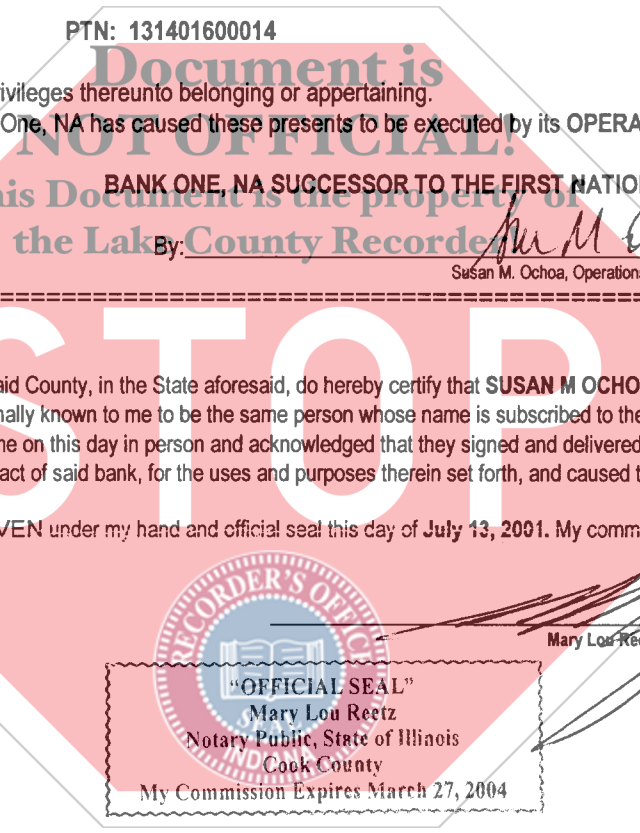 PTN: 131401600014
Document is
ivileges thereunto belonging or appertaining.
One, NA has caused these presents to be executed by its OPERA
NOT OFFICIAL!
BANK ONE, NA SUCCESSOR TO THE FIRST NATIO
is Document is the property of
the Lake County Recorder!
By:
Susan M. Ochoa, Operations
STOP
aid County, in the State aforesaid, do hereby certify that SUSAN M OCHO
nally known to me to be the same person whose name is subscribed to the
me on this day in person and acknowledged that they signed and delivered
act of said bank, for the uses and purposes therein set forth, and caused t
VEN under my hand and official seal this day of July 13, 2001. My comm
Mary Lou Ree
RECORDER'S OFFICE
SEAL
INDIANA
"OFFICIAL SEAL"
Mary Lou Reetz
Notary Public, State of Illinois
Cook County
My Commission Expires March 27, 2004